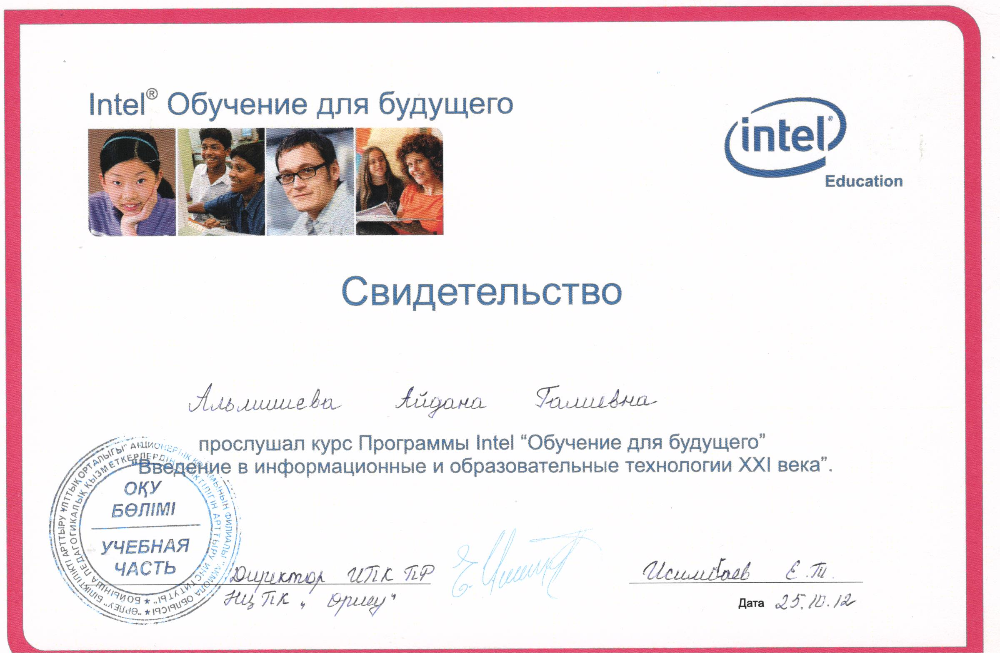 Intel® Обучение для будущего
intel®
Education
Свидетельство
Альмишева Айдана Галиевна
прослушал курс Программы Intel “Обучение для будущего”
“Введение в информационные и образовательные технологии XXI века”.
"ӨРЛЕУ" БІЛІКТІЛІКТІ АРТТЫРУ ҰЛТТЫҚ ОРТАЛЫҒЫ" АКЦИОНЕРЛІК ҚОҒАМЫНЫҢ ФИЛИАЛЫ "АҚМОЛА ОБЛЫСЫ
БОЙЫНША ПЕДАГОГИКАЛЫҚ ҚЫЗМЕТКЕРЛЕРДІҢ БІЛІКТІЛІГІН АРТТЫРУ ИНСТИТУТЫ"
ОҚУ
БӨЛІМІ
УЧЕБНАЯ
ЧАСТЬ
Директор ИПК ПР
НЦПК „Өрлеу"
Исимбаев Е.Т.
Дата 25.10.12